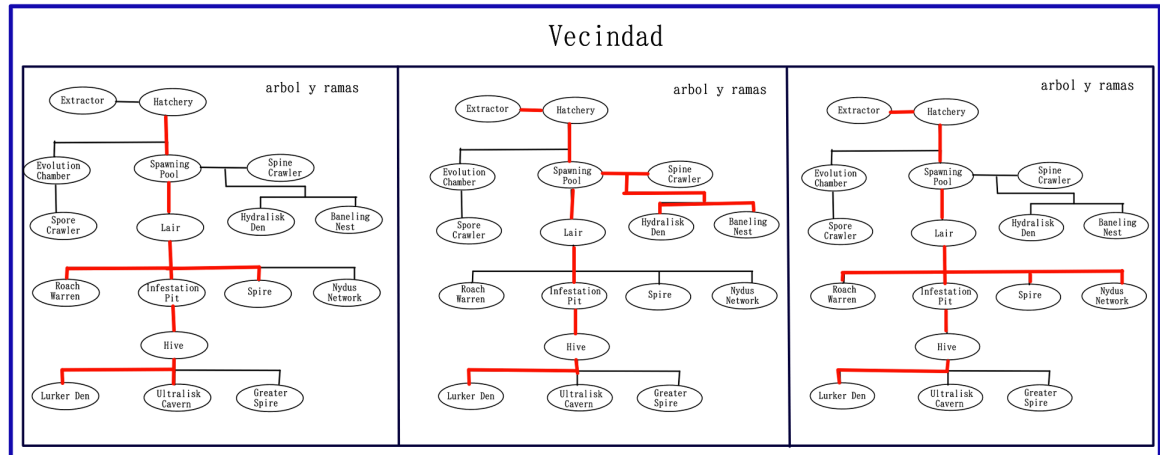 Vecindad
arbol y ramas
Extractor
Hatchery
Evolution
Chamber
Spawning
Pool
Spine
Crawler
Spore
Crawler
Lair
Hydralisk
Den
Baneling
Nest
Roach
Warren
Infestation
Pit
Spire
Nydus
Network
Hive
Lurker Den
Ultralisk
Cavern
Greater
Spire
arbol y ramas
Extractor
Hatchery
Evolution
Chamber
Spawning
Pool
Spine
Crawler
Spore
Crawler
Lair
Hydralisk
Den
Baneling
Nest
Roach
Warren
Infestation
Pit
Spire
Nydus
Network
Hive
Lurker Den
Ultralisk
Cavern
Greater
Spire
arbol y ramas
Extractor
Hatchery
Evolution
Chamber
Spawning
Pool
Spine
Crawler
Spore
Crawler
Lair
Hydralisk
Den
Baneling
Nest
Roach
Warren
Infestation
Pit
Spire
Nydus
Network
Hive
Lurker Den
Ultralisk
Cavern
Greater
Spire